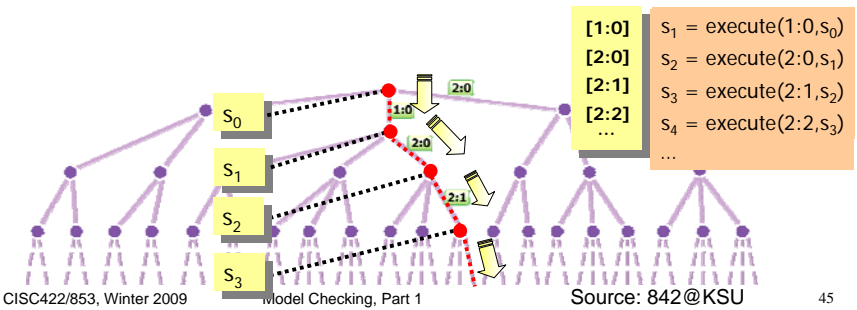 [1:0]
[2:0]
[2:1]
[2:2]
...
s₁ = execute(1:0,s₀)
s₂ = execute(2:0,s₁)
s₃ = execute(2:1,s₂)
s₄ = execute(2:2,s₃)
...
2:0
1:0
s₀
2:0
s₁
2:1
s₂
s₃
CISC422/853, Winter 2009
Model Checking, Part 1
Source: 842@KSU
45